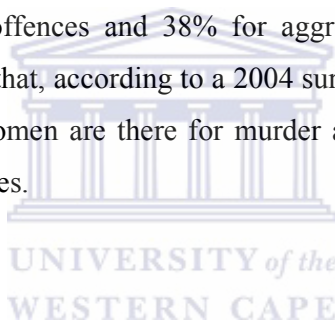 offences and 38% for aggr
that, according to a 2004 sur
omen are there for murder a
es.
UNIVERSITY of the
WESTERN CAPE